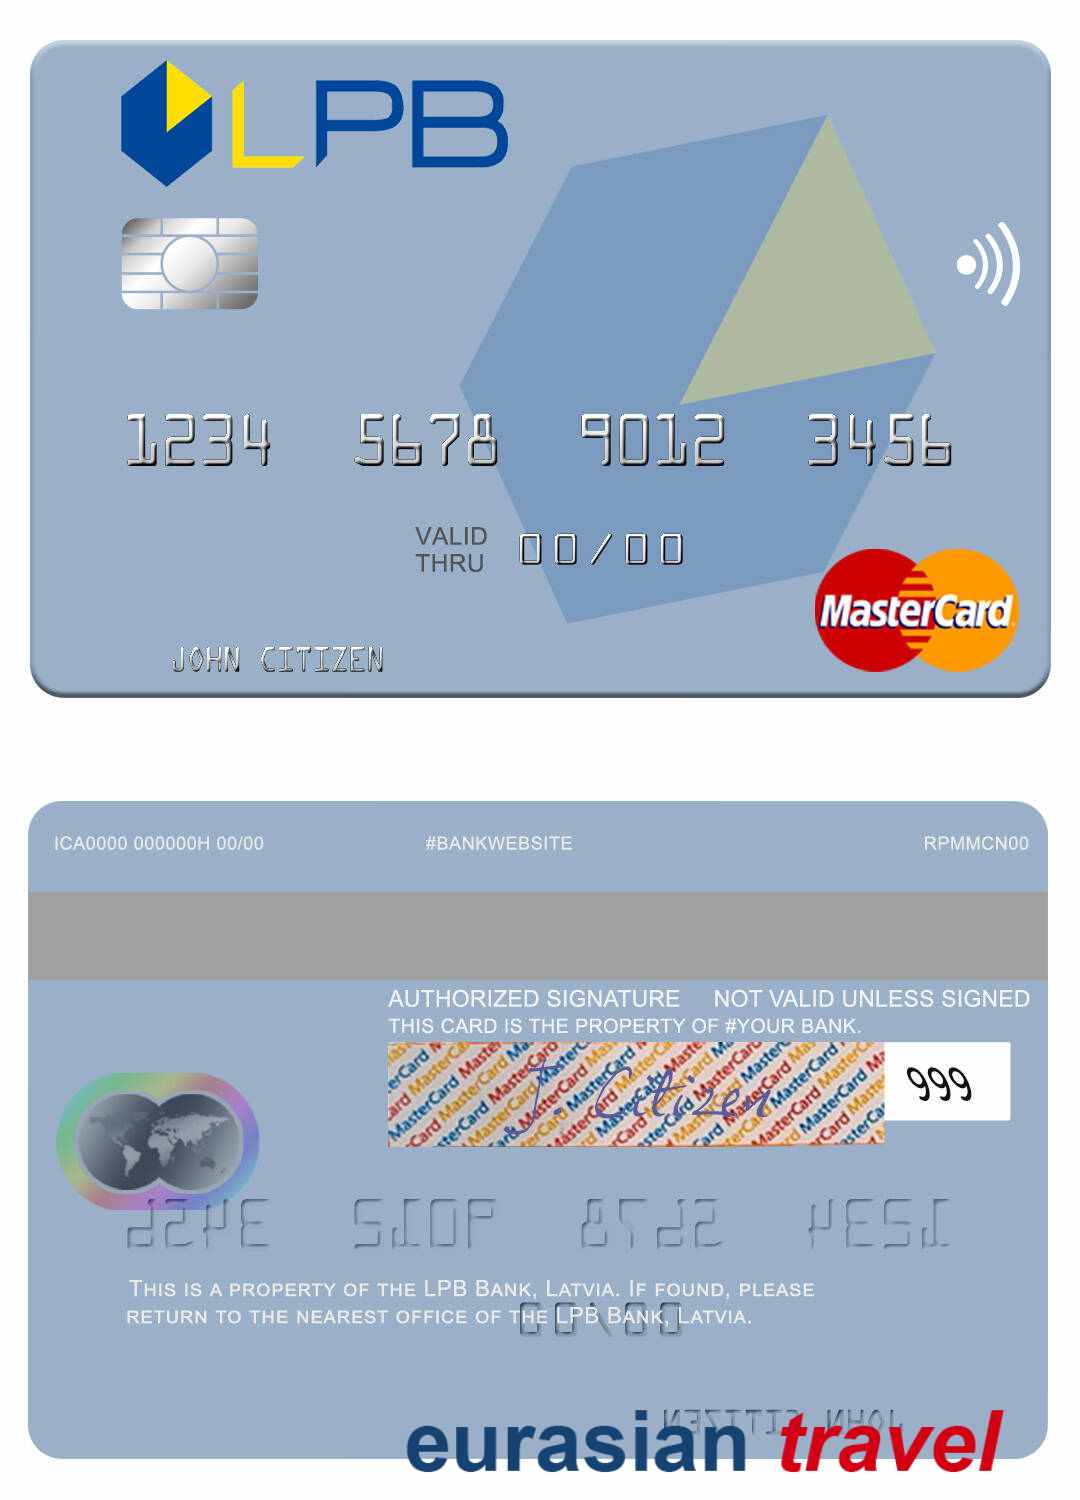 LPB
1234 5678 9012 3456
VALID
THRU 00/00
MasterCard
JOHN CITIZEN
ICA0000 000000H 00/00 #BANKWEBSITE RPMMCN00
AUTHORIZED SIGNATURE NOT VALID UNLESS SIGNED
THIS CARD IS THE PROPERTY OF #YOUR BANK.
J. Citizen 999
THIS IS A PROPERTY OF THE LPB BANK, LATVIA. IF FOUND, PLEASE
RETURN TO THE NEAREST OFFICE OF THE LPB BANK, LATVIA.
eurasian travel